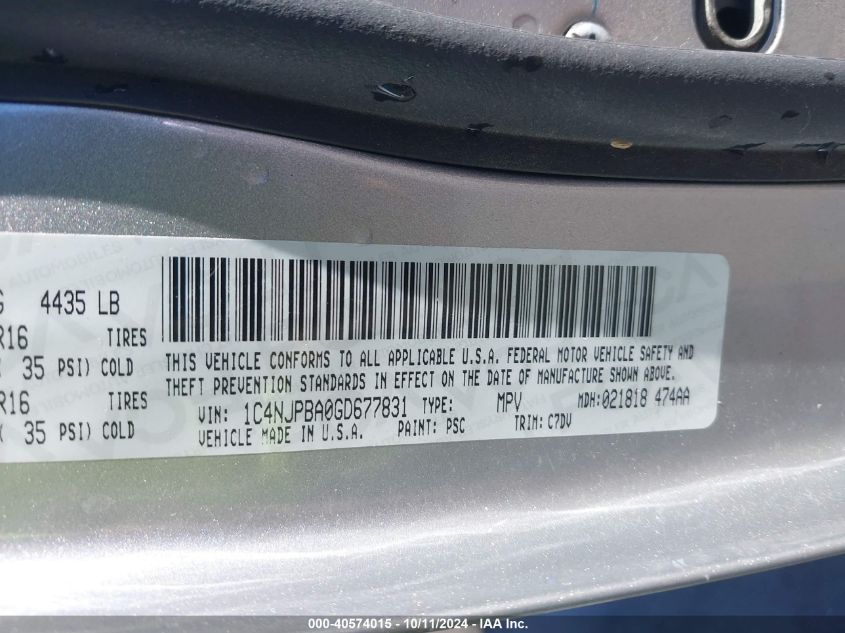 4435 LB
R16 TIRES
35 PSI) COLD
R16 TIRES
35 PSI) COLD
THIS VEHICLE CONFORMS TO ALL APPLICABLE U.S.A. FEDERAL MOTOR VEHICLE SAFETY AND
THEFT PREVENTION STANDARDS IN EFFECT ON THE DATE OF MANUFACTURE SHOWN ABOVE.
VIN: 1C4NJPBA0GD677831 TYPE: MPV MDH:021818 474AA
VEHICLE MADE IN U.S.A. PAINT: PSC TRIM: C7DV
000-40574015 - 10/11/2024 - IAA Inc.